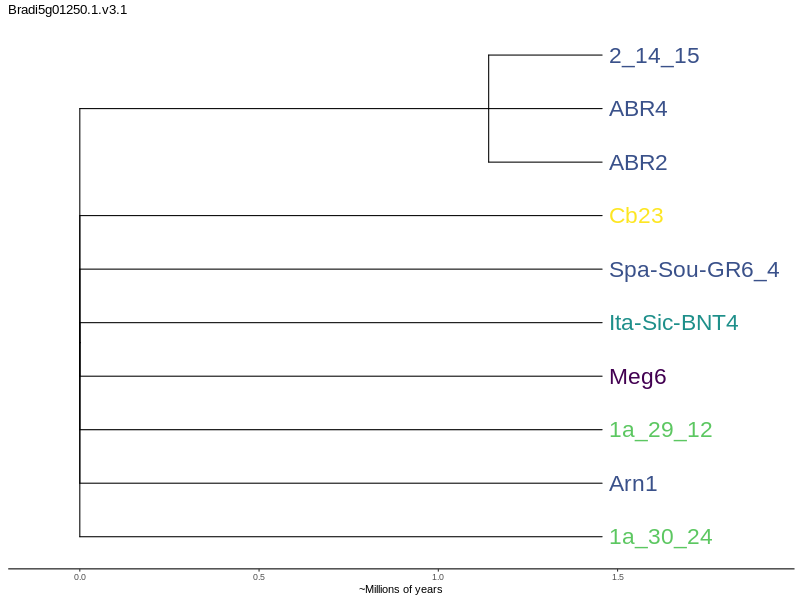 Bradi5g01250.1.v3.1
2_14_15
ABR4
ABR2
Cb23
Spa-Sou-GR6_4
Ita-Sic-BNT4
Meg6
1a_29_12
Arn1
1a_30_24
0.0 0.5 1.0 1.5
~Millions of years